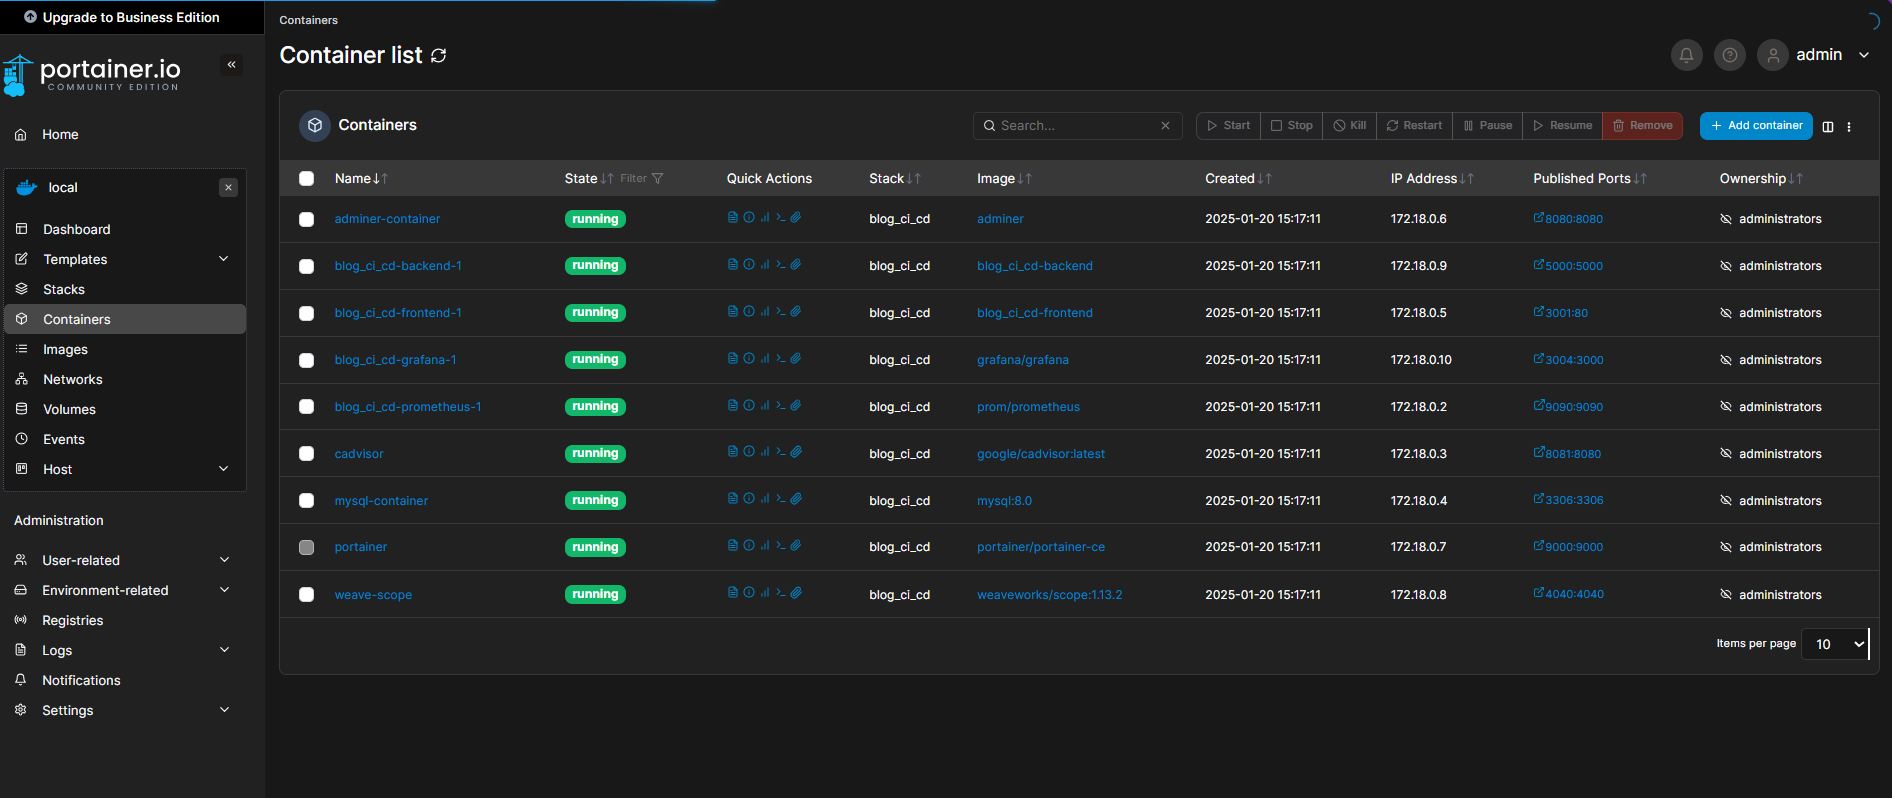 Upgrade to Business Edition
portainer.io
COMMUNITY EDITION
Home
local
Dashboard
Templates
Stacks
Containers
Images
Networks
Volumes
Events
Host
Administration
User-related
Environment-related
Registries
Logs
Notifications
Settings
Containers
Container list
admin
Containers
Search...
Start Stop Kill Restart Pause Resume Remove
Add container
Name State Filter Quick Actions Stack Image Created IP Address Published Ports Ownership
adminer-container running blog_ci_cd adminer 2025-01-20 15:17:11 172.18.0.6 8080:8080 administrators
blog_ci_cd-backend-1 running blog_ci_cd blog_ci_cd-backend 2025-01-20 15:17:11 172.18.0.9 5000:5000 administrators
blog_ci_cd-frontend-1 running blog_ci_cd blog_ci_cd-frontend 2025-01-20 15:17:11 172.18.0.5 3001:80 administrators
blog_ci_cd-grafana-1 running blog_ci_cd grafana/grafana 2025-01-20 15:17:11 172.18.0.10 3004:3000 administrators
blog_ci_cd-prometheus-1 running blog_ci_cd prom/prometheus 2025-01-20 15:17:11 172.18.0.2 9090:9090 administrators
cadvisor running blog_ci_cd google/cadvisor:latest 2025-01-20 15:17:11 172.18.0.3 8081:8080 administrators
mysql-container running blog_ci_cd mysql:8.0 2025-01-20 15:17:11 172.18.0.4 3306:3306 administrators
portainer running blog_ci_cd portainer/portainer-ce 2025-01-20 15:17:11 172.18.0.7 9000:9000 administrators
weave-scope running blog_ci_cd weaveworks/scope:1.13.2 2025-01-20 15:17:11 172.18.0.8 4040:4040 administrators
Items per page 10